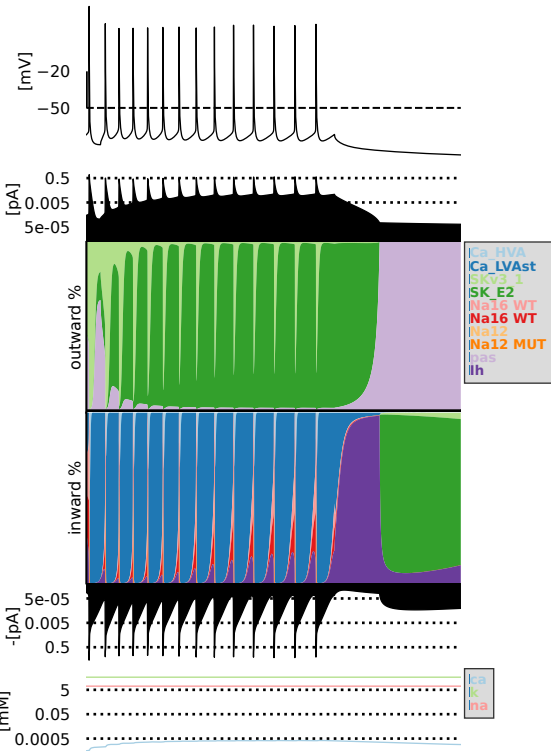 [mV]
−20
−50
[pA]
0.5
0.005
5e-05
outward %
Ca_HVA
Ca_LVAst
SKv3_1
SK_E2
Na16 WT
Na16 WT
Na12
Na12 MUT
pas
Ih
inward %
-[pA]
5e-05
0.005
0.5
[mM]
5
0.05
0.0005
ca
k
na